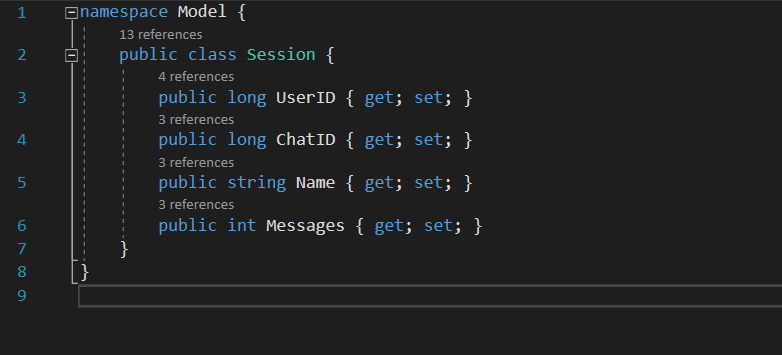 1 namespace Model {
13 references
2 public class Session {
4 references
3 public long UserID { get; set; }
3 references
4 public long ChatID { get; set; }
3 references
5 public string Name { get; set; }
3 references
6 public int Messages { get; set; }
7 }
8 }
9